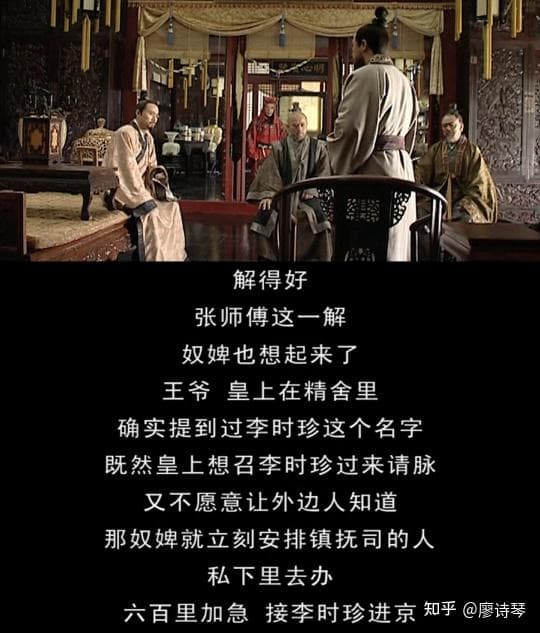 解得好
张师傅这一解
奴婢也想起来了
王爷 皇上在精舍里
确实提到过李时珍这个名字
既然皇上想召李时珍过来请脉
又不愿意让外边人知道
那奴婢就立刻安排镇抚司的人
私下里去办
六百里加急 接李时珍进京
知乎 @廖诗琴